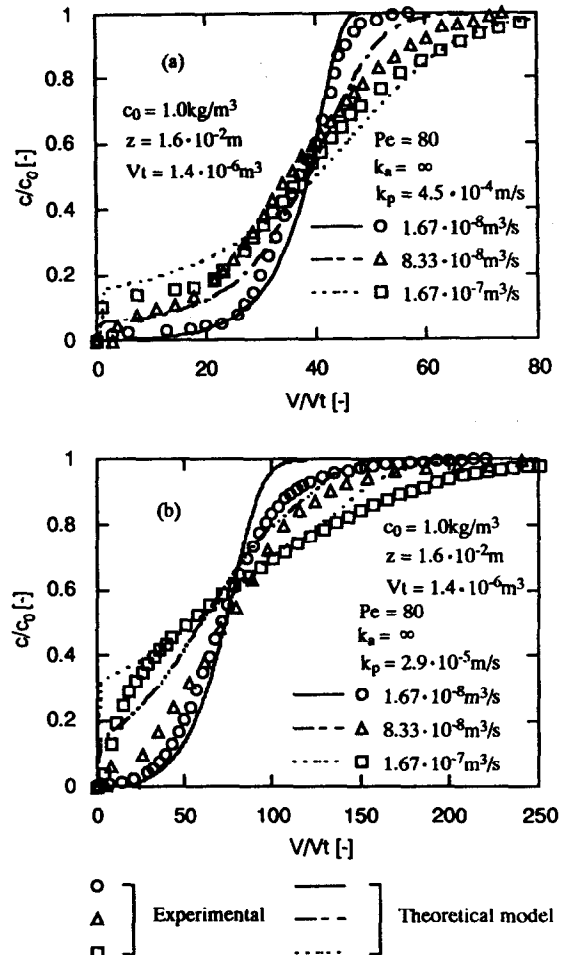 1
0.8
0.6
0.4
0.2
0
c/c₀ [-]
(a)
c₀ = 1.0kg/m³
z = 1.6·10⁻²m
Vt = 1.4·10⁻⁶m³
Pe = 80
kₐ = ∞
kₚ = 4.5·10⁻⁴m/s
1.67·10⁻⁸m³/s
8.33·10⁻⁸m³/s
1.67·10⁻⁷m³/s
0 20 40 60 80
V/Vt [-]
1
0.8
0.6
0.4
0.2
0
c/c₀ [-]
(b)
c₀ = 1.0kg/m³
z = 1.6·10⁻²m
Vt = 1.4·10⁻⁶m³
Pe = 80
kₐ = ∞
kₚ = 2.9·10⁻⁵m/s
1.67·10⁻⁸m³/s
8.33·10⁻⁸m³/s
1.67·10⁻⁷m³/s
0 50 100 150 200 250
V/Vt [-]
Experimental
Theoretical model